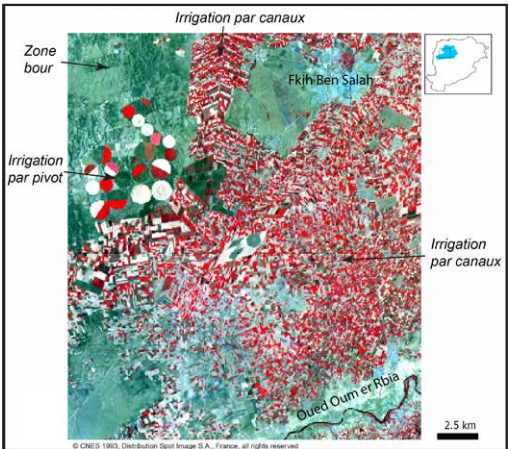 Irrigation par canaux
Zone
bour
Fkih Ben Salah
Irrigation
par pivot
Irrigation
par canaux
Oued Oum er Rbia
2.5 km
© CNES 1993, Distribution Spot Image S.A., France, all rights reserved